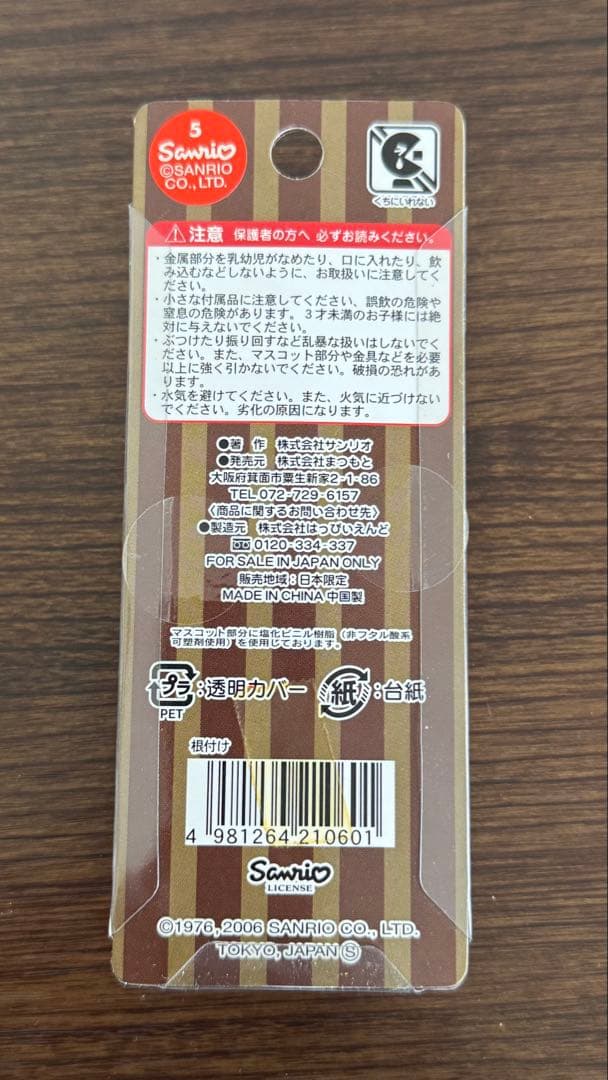 5
Sanrio
©SANRIO
CO., LTD.
くちにいれない
注意 保護者の方へ 必ずお読みください。
・金属部分を乳幼児がなめたり、口に入れたり、飲
み込むなどしないように、お取扱いに注意してくだ
さい。
・小さな付属品に注意してください、誤飲の危険や
窒息の危険があります。3才未満のお子様には絶
対に与えないでください。
・ぶつけたり振り回すなど乱暴な扱いはしないでく
ださい。また、マスコット部分や金具などを必要
以上に強く引かないでください。破損の恐れがあ
ります。
・水気を避けてください。また、火気に近づけない
でください。劣化の原因になります。
●著 作 株式会社サンリオ
●発売元 株式会社まつもと
大阪府箕面市粟生新家2-1-86
TEL 072-729-6157
〈商品に関するお問い合わせ先〉
●製造元 株式会社はっぴいえんど
0120-334-337
FOR SALE IN JAPAN ONLY
販売地域：日本限定
MADE IN CHINA 中国製
マスコット部分に塩化ビニル樹脂（非フタル酸系
可塑剤使用）を使用しております。
プラ：透明カバー 紙：台紙
PET
根付け
4 981264 210601
Sanrio
LICENSE
©1976, 2006 SANRIO CO., LTD.
TOKYO, JAPAN Ⓢ